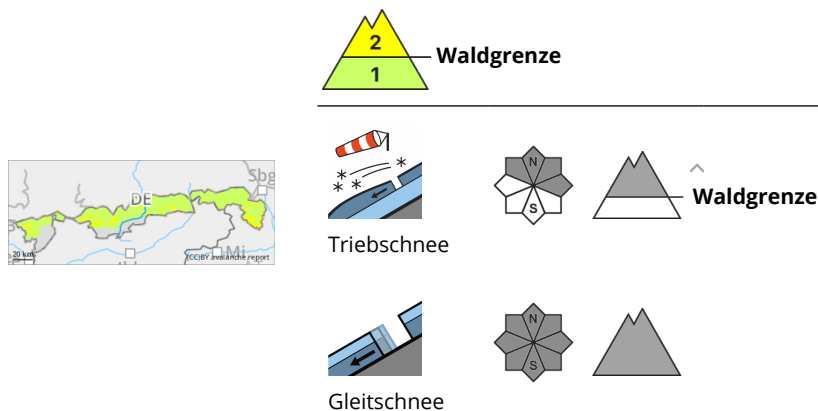 2
Waldgrenze
1
Sbg
DE
20 km
Mi
(CC)BY avalanche.report
N
S
Waldgrenze
Triebschnee
N
S
Gleitschnee